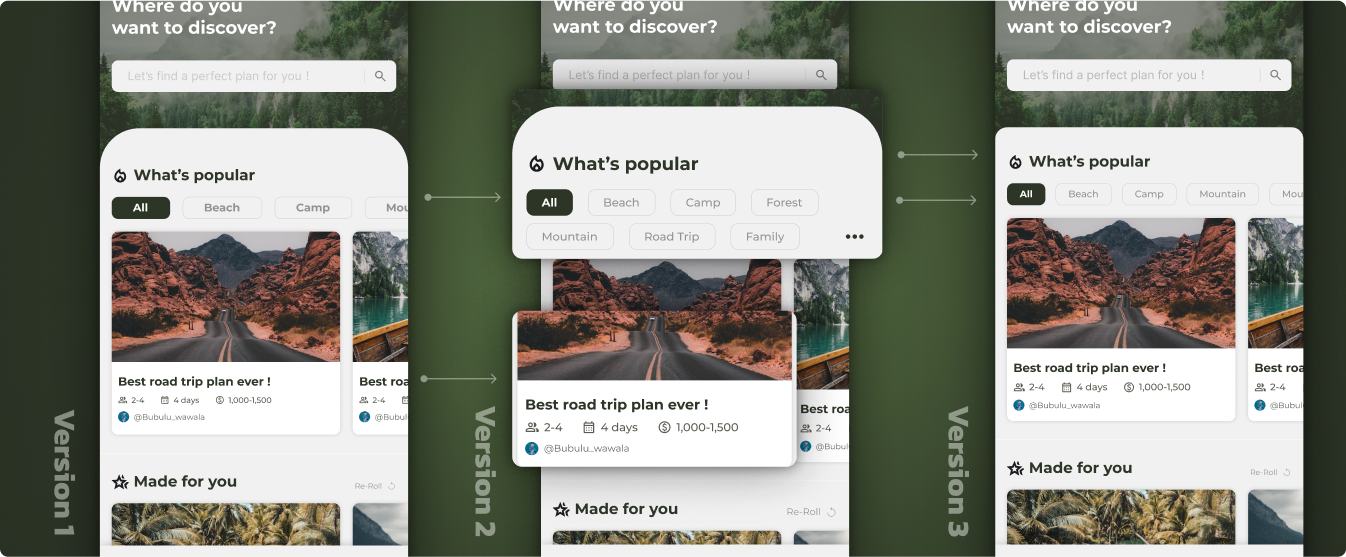 Where do you
want to discover?
Let's find a perfect plan for you !
What's popular
All
Beach
Camp
Mou
Best road trip plan ever !
2-4
4 days
1,000-1,500
@Bubulu_wawala
Best roa
2-4
@Bubul
Made for you
Re-Roll
Version 1
Where do you
want to discover?
Let's find a perfect plan for you !
What's popular
All
Beach
Camp
Forest
Mountain
Road Trip
Family
Best road trip plan ever !
2-4
4 days
1,000-1,500
@Bubulu_wawala
Best roa
2-4
@Bubul
Made for you
Re-Roll
Version 2
Where do you
want to discover?
Let's find a perfect plan for you !
What's popular
All
Beach
Camp
Mountain
Mou
Best road trip plan ever !
2-4
4 days
1,000-1,500
@Bubulu_wawala
Best roa
2-4
@Bubul
Made for you
Re-Roll
Version 3